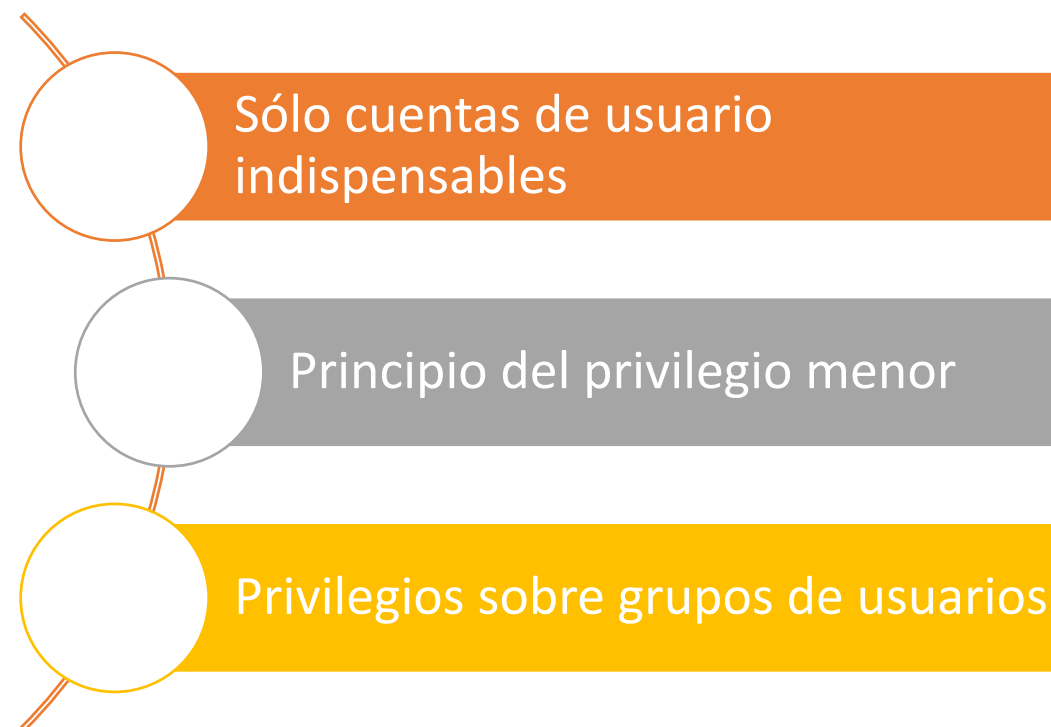 Sólo cuentas de usuario
indispensables
Principio del privilegio menor
Privilegios sobre grupos de usuarios